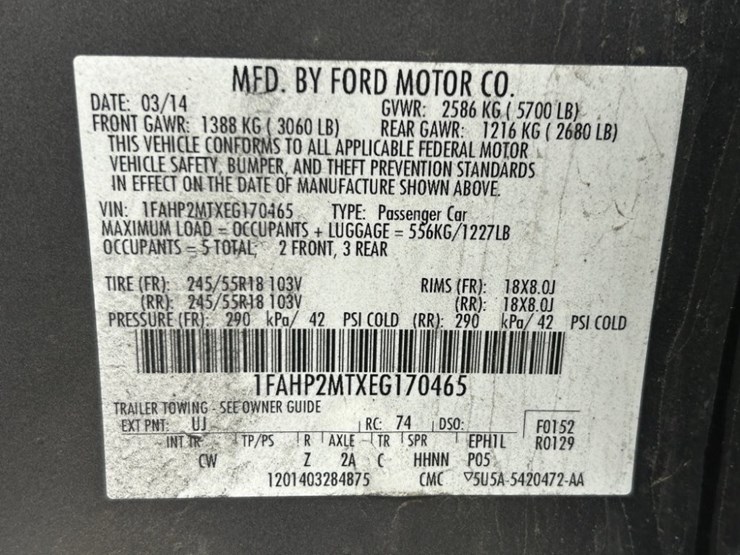 MFD. BY FORD MOTOR CO.
DATE: 03/14 GVWR: 2586 KG ( 5700 LB)
FRONT GAWR: 1388 KG ( 3060 LB) REAR GAWR: 1216 KG ( 2680 LB)
THIS VEHICLE CONFORMS TO ALL APPLICABLE FEDERAL MOTOR
VEHICLE SAFETY, BUMPER, AND THEFT PREVENTION STANDARDS
IN EFFECT ON THE DATE OF MANUFACTURE SHOWN ABOVE.
VIN: 1FAHP2MTXEG170465 TYPE: Passenger Car
MAXIMUM LOAD = OCCUPANTS + LUGGAGE = 556KG/1227LB
OCCUPANTS = 5 TOTAL, 2 FRONT, 3 REAR
TIRE (FR): 245/55R18 103V RIMS (FR): 18X8.0J
(RR): 245/55R18 103V (RR): 18X8.0J
PRESSURE (FR): 290 kPa/ 42 PSI COLD (RR): 290 kPa/ 42 PSI COLD
1FAHP2MTXEG170465
TRAILER TOWING - SEE OWNER GUIDE
EXT PNT: UJ RC: 74 DSO: F0152
INT TR TP/PS R AXLE TR SPR EPH1L R0129
CW Z 2A C HHNN P05
1201403284875 CMC ▽5U5A-5420472-AA